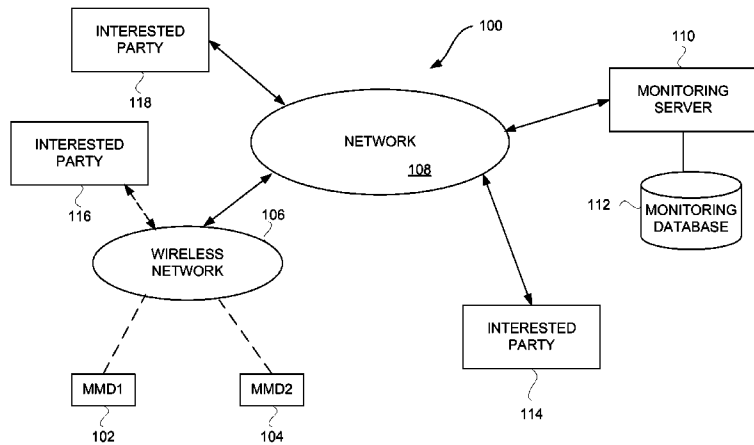 INTERESTED
PARTY
118
100
110
MONITORING
SERVER
NETWORK
108
INTERESTED
PARTY
116
106
WIRELESS
NETWORK
112
MONITORING
DATABASE
INTERESTED
PARTY
114
MMD1
102
MMD2
104